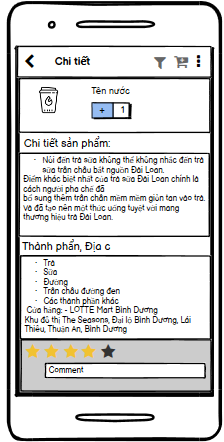 Chi tiết
Tên nước
+ 1
Chi tiết sản phẩm:
- Nói đến trà sữa không thể không nhắc đến trà
sữa trân châu bắt nguồn Đài Loan.
Điểm khác biệt nhất của trà sữa Đài Loan chính là
cách người pha chế đã
bổ sung thêm trân châu mềm mềm giòn tan vào trà.
Và đã tạo nên một thức uống tuyệt vời mang
thương hiệu trà Đài Loan.
Thành phần, Địa c
- Trà
- Sữa
- Đường
- Trân châu đường đen
- Các thành phần khác
Cửa hàng: - LOTTE Mart Bình Dương
Khu đô thị The Seasons, Đại lộ Bình Dương, Lái
Thiêu, Thuận An, Bình Dương
Comment